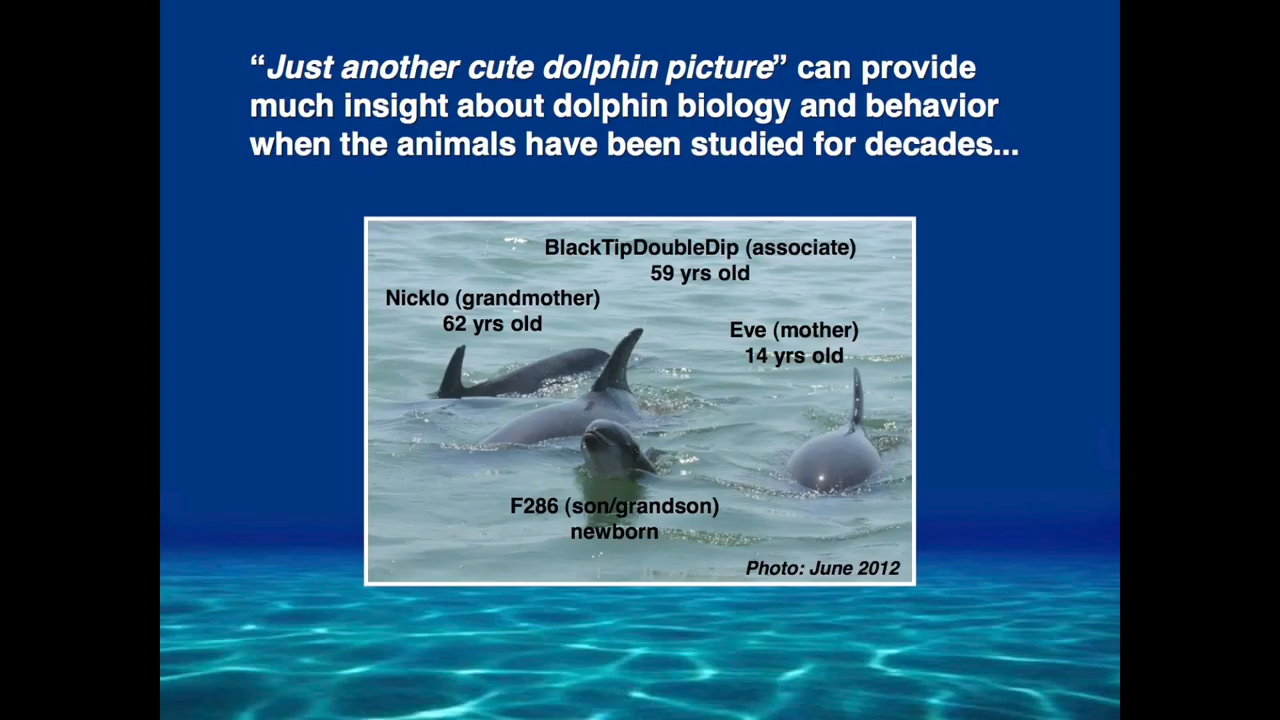 “Just another cute dolphin picture” can provide
much insight about dolphin biology and behavior
when the animals have been studied for decades...
BlackTipDoubleDip (associate)
59 yrs old
Nicklo (grandmother)
62 yrs old
Eve (mother)
14 yrs old
F286 (son/grandson)
newborn
Photo: June 2012